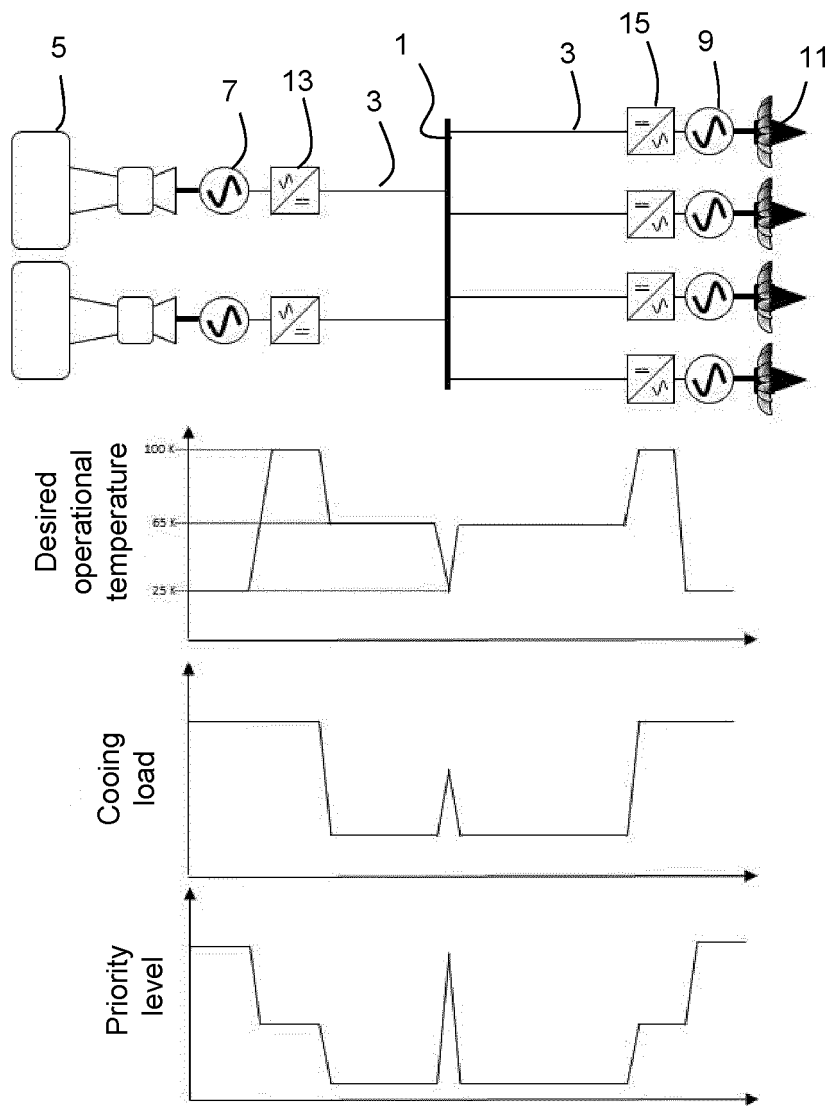 5
7
13
3
1
3
15
9
11
Desired
operational
temperature
100 K
65 K
25 K
Cooing
load
Priority
level